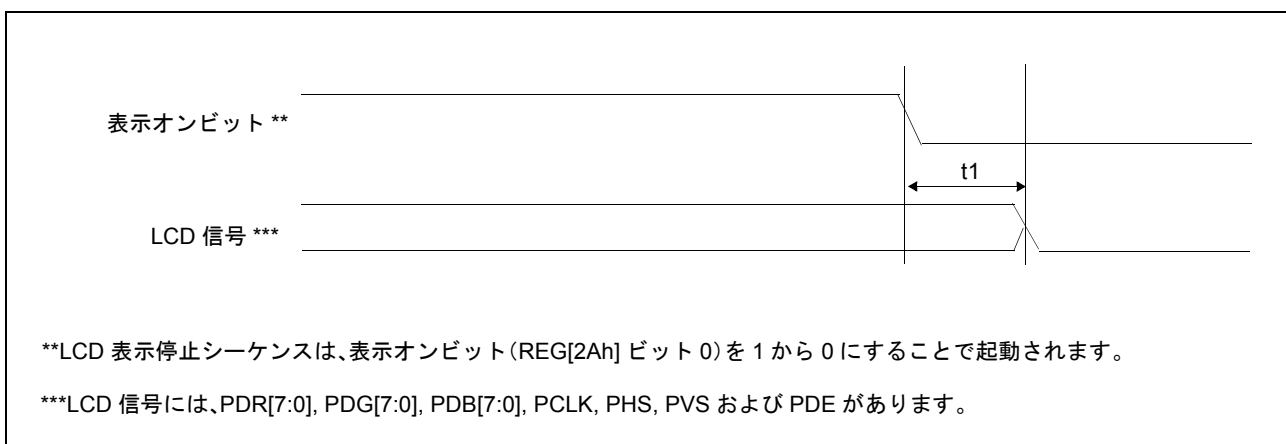 表示オンビット **
t1
LCD 信号 ***
**LCD 表示停止シーケンスは、表示オンビット（REG[2Ah] ビット 0）を 1 から 0 にすることで起動されます。
***LCD 信号には、PDR[7:0], PDG[7:0], PDB[7:0], PCLK, PHS, PVS および PDE があります。